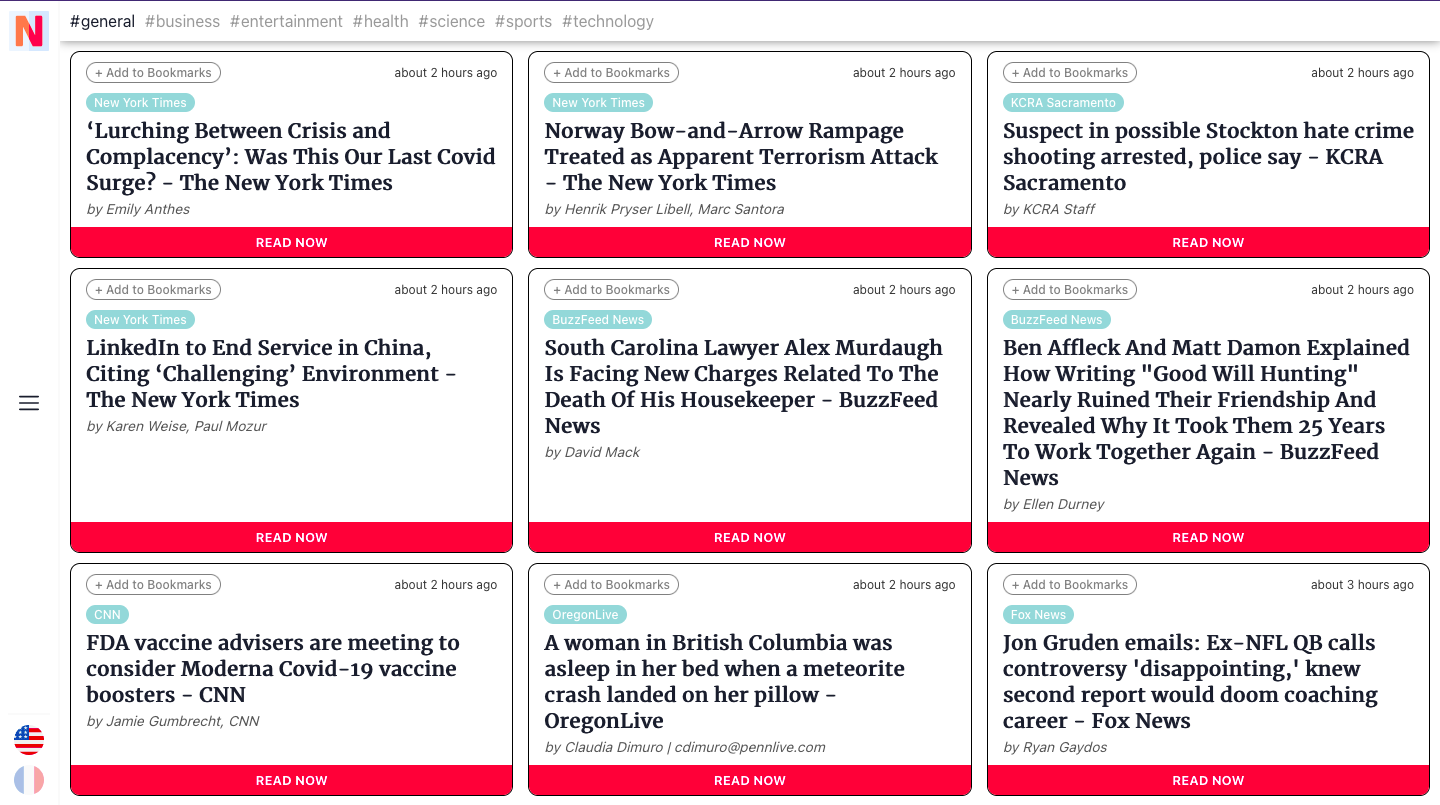 N
#general #business #entertainment #health #science #sports #technology
+ Add to Bookmarks about 2 hours ago
New York Times
‘Lurching Between Crisis and
Complacency’: Was This Our Last Covid
Surge? - The New York Times
by Emily Anthes
READ NOW
+ Add to Bookmarks about 2 hours ago
New York Times
Norway Bow-and-Arrow Rampage
Treated as Apparent Terrorism Attack
- The New York Times
by Henrik Pryser Libell, Marc Santora
READ NOW
+ Add to Bookmarks about 2 hours ago
KCRA Sacramento
Suspect in possible Stockton hate crime
shooting arrested, police say - KCRA
Sacramento
by KCRA Staff
READ NOW
+ Add to Bookmarks about 2 hours ago
New York Times
LinkedIn to End Service in China,
Citing ‘Challenging’ Environment -
The New York Times
by Karen Weise, Paul Mozur
READ NOW
+ Add to Bookmarks about 2 hours ago
BuzzFeed News
South Carolina Lawyer Alex Murdaugh
Is Facing New Charges Related To The
Death Of His Housekeeper - BuzzFeed
News
by David Mack
READ NOW
+ Add to Bookmarks about 2 hours ago
BuzzFeed News
Ben Affleck And Matt Damon Explained
How Writing "Good Will Hunting"
Nearly Ruined Their Friendship And
Revealed Why It Took Them 25 Years
To Work Together Again - BuzzFeed
News
by Ellen Durney
READ NOW
+ Add to Bookmarks about 2 hours ago
CNN
FDA vaccine advisers are meeting to
consider Moderna Covid-19 vaccine
boosters - CNN
by Jamie Gumbrecht, CNN
READ NOW
+ Add to Bookmarks about 2 hours ago
OregonLive
A woman in British Columbia was
asleep in her bed when a meteorite
crash landed on her pillow -
OregonLive
by Claudia Dimuro | cdimuro@pennlive.com
READ NOW
+ Add to Bookmarks about 3 hours ago
Fox News
Jon Gruden emails: Ex-NFL QB calls
controversy 'disappointing,' knew
second report would doom coaching
career - Fox News
by Ryan Gaydos
READ NOW